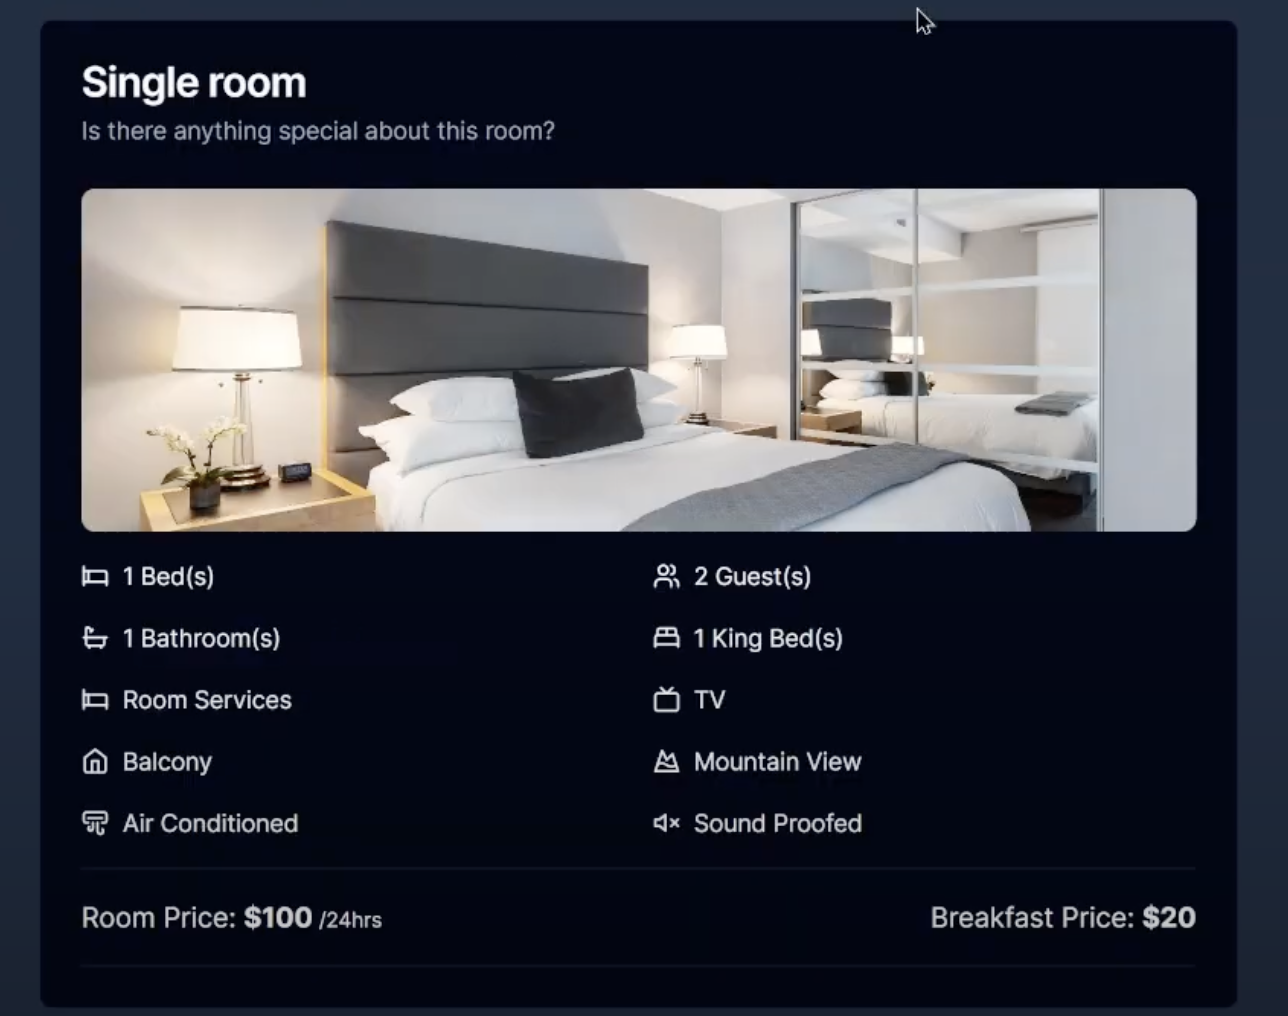 Single room
Is there anything special about this room?
1 Bed(s)
2 Guest(s)
1 Bathroom(s)
1 King Bed(s)
Room Services
TV
Balcony
Mountain View
Air Conditioned
Sound Proofed
Room Price: $100 /24hrs
Breakfast Price: $20